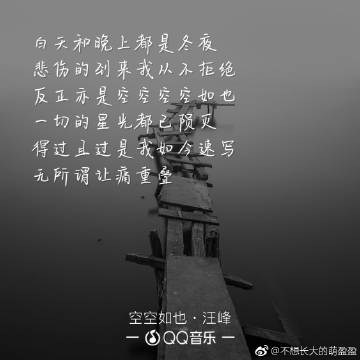 白天和晚上都是冬夜
悲伤的到来我从不拒绝
反正亦是空空空空如也
一切的星光都已陨灭
得过且过是我如今速写
无所谓让痛重叠
空空如也·汪峰
QQ音乐
@不想长大的萌盈盈